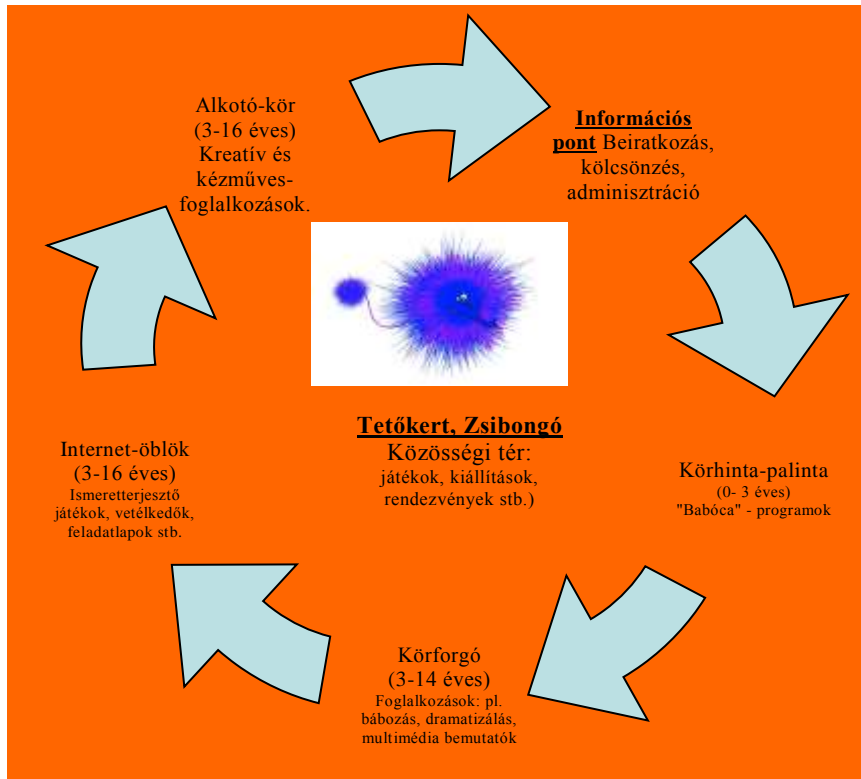 Alkotó-kör
(3-16 éves)
Kreatív és
kézműves-
foglalkozások.
Információs
pont Beiratkozás,
kölcsönzés,
adminisztráció
Tetőkert, Zsibongó
Közösségi tér:
játékok, kiállítások,
rendezvények stb.)
Internet-öblök
(3-16 éves)
Ismeretterjesztő
játékok, vetélkedők,
feladatlapok stb.
Körhinta-palinta
(0- 3 éves)
"Babóca" - programok
Körforgó
(3-14 éves)
Foglalkozások: pl.
bábozás, dramatizálás,
multimédia bemutatók